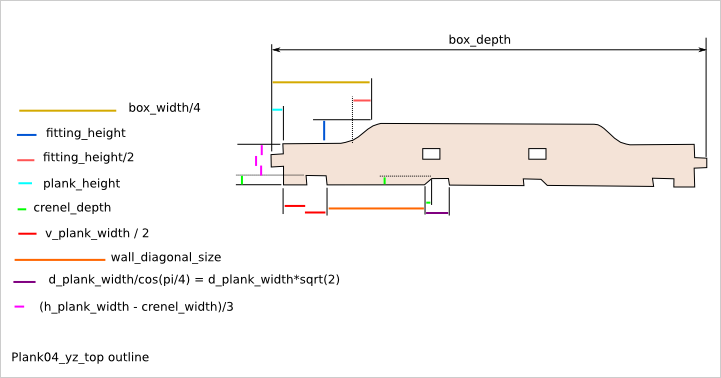 box_depth
box_width/4
fitting_height
fitting_height/2
plank_height
crenel_depth
v_plank_width / 2
wall_diagonal_size
d_plank_width/cos(pi/4) = d_plank_width*sqrt(2)
(h_plank_width - crenel_width)/3
Plank04_yz_top outline